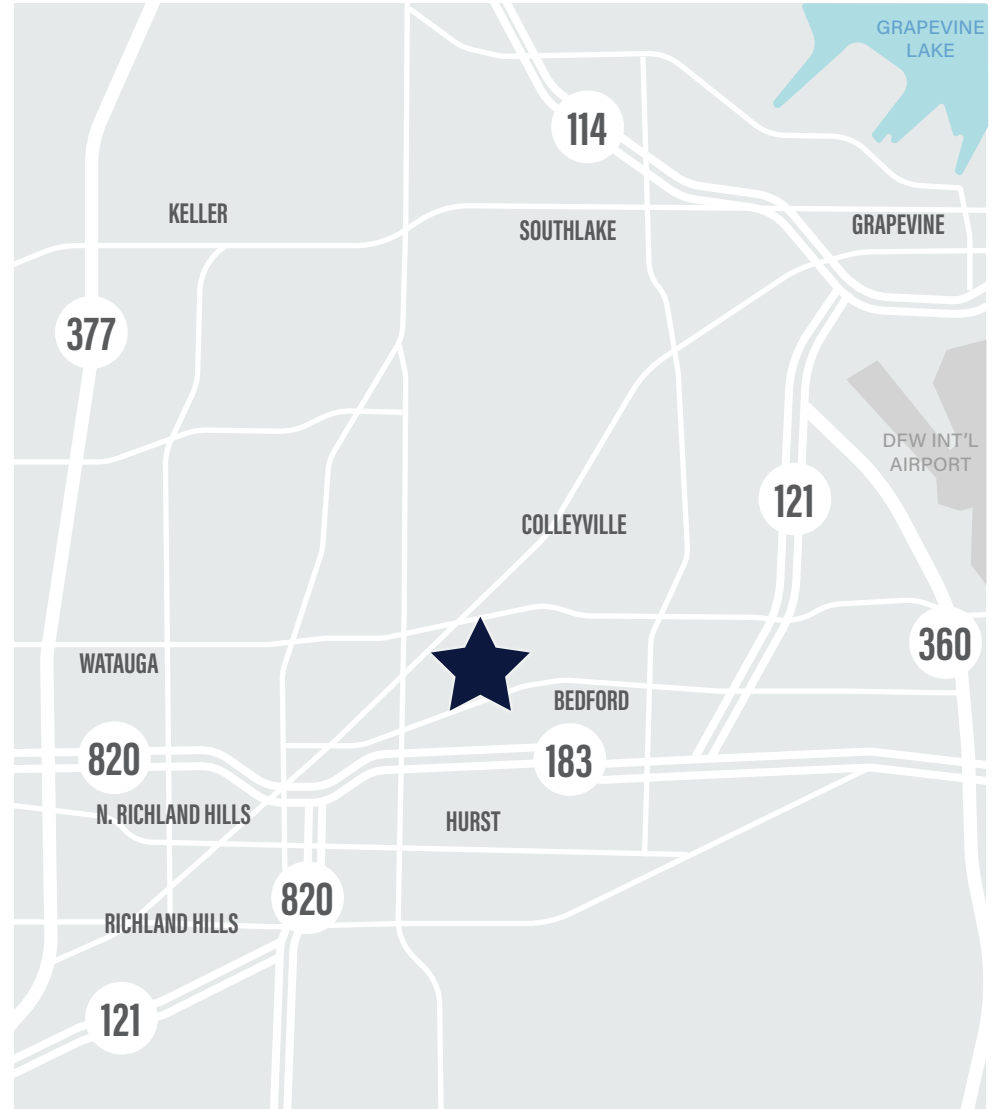 GRAPEVINE
LAKE
114
KELLER
SOUTHLAKE
GRAPEVINE
377
DFW INT'L
AIRPORT
121
COLLEYVILLE
360
WATAUGA
BEDFORD
820
183
N. RICHLAND HILLS
HURST
820
RICHLAND HILLS
121